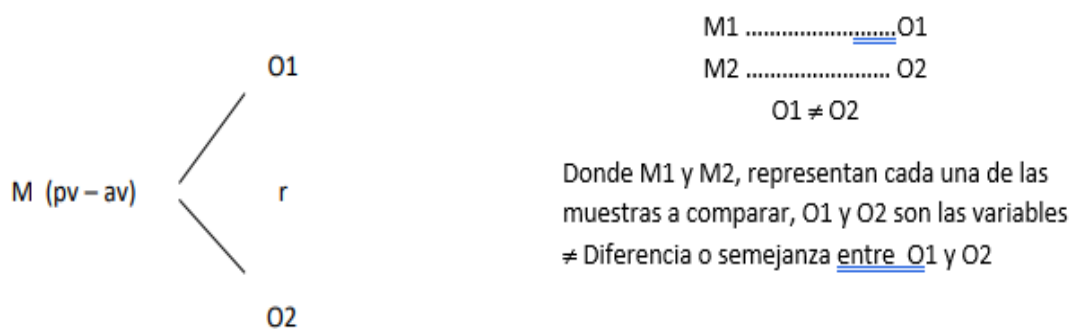 O1
M (pv – av)
r
O2
M1 .........................O1
M2 ........................ O2
O1 ≠ O2
Donde M1 y M2, representan cada una de las
muestras a comparar, O1 y O2 son las variables
≠ Diferencia o semejanza entre O1 y O2